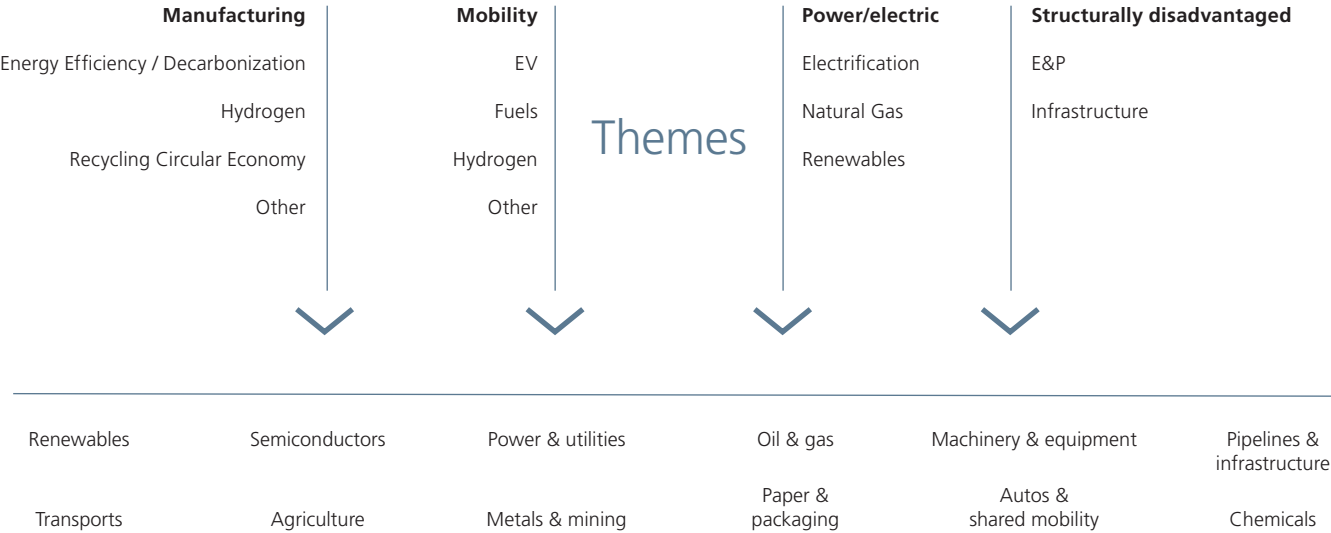 Manufacturing
Energy Efficiency / Decarbonization
Hydrogen
Recycling Circular Economy
Other
Mobility
EV
Fuels
Hydrogen
Other
Themes
Power/electric
Electrification
Natural Gas
Renewables
Structurally disadvantaged
E&P
Infrastructure
Renewables
Semiconductors
Power & utilities
Oil & gas
Machinery & equipment
Pipelines &
infrastructure
Transports
Agriculture
Metals & mining
Paper &
packaging
Autos &
shared mobility
Chemicals